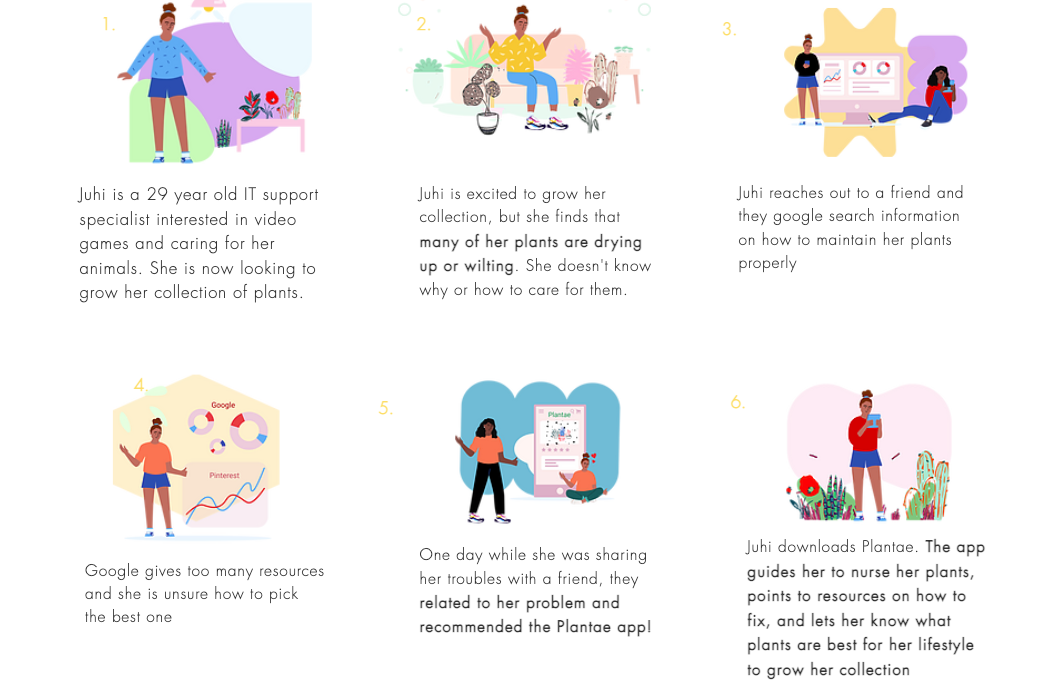 1.
Juhi is a 29 year old IT support
specialist interested in video
games and caring for her
animals. She is now looking to
grow her collection of plants.
2.
Juhi is excited to grow her
collection, but she finds that
many of her plants are drying
up or wilting. She doesn't know
why or how to care for them.
3.
Juhi reaches out to a friend and
they google search information
on how to maintain her plants
properly
4.
Google
Pinterest
Google gives too many resources
and she is unsure how to pick
the best one
5.
Plantae
One day while she was sharing
her troubles with a friend, they
related to her problem and
recommended the Plantae app!
6.
Juhi downloads Plantae. The app
guides her to nurse her plants,
points to resources on how to
fix, and lets her know what
plants are best for her lifestyle
to grow her collection